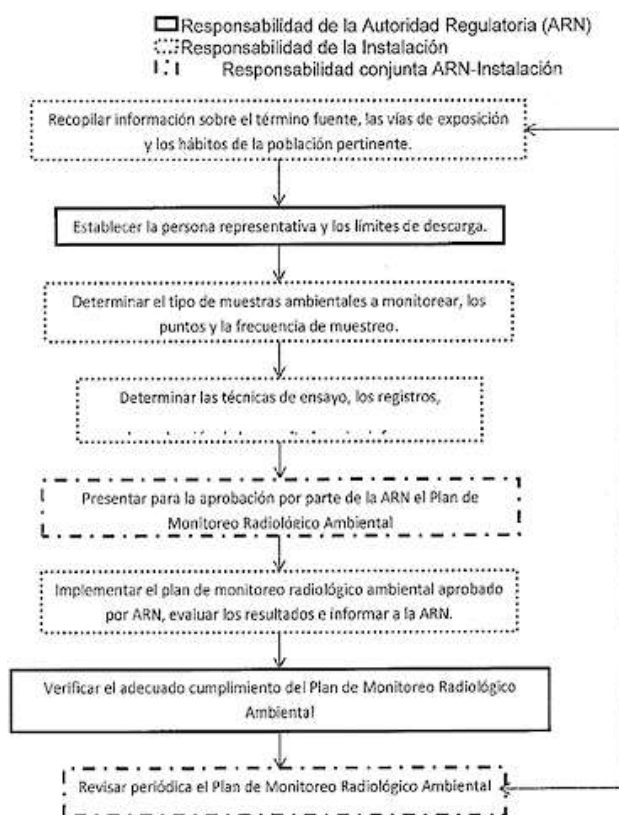 Responsabilidad de la Autoridad Regulatoria (ARN)
Responsabilidad de la Instalación
Responsabilidad conjunta ARN-Instalación
Recopilar información sobre el término fuente, las vías de exposición
y los hábitos de la población pertinente.
Establecer la persona representativa y los límites de descarga.
Determinar el tipo de muestras ambientales a monitorear, los
puntos y la frecuencia de muestreo.
Determinar las técnicas de ensayo, los registros,
Presentar para la aprobación por parte de la ARN el Plan de
Monitoreo Radiológico Ambiental
Implementar el plan de monitoreo radiológico ambiental aprobado
por ARN, evaluar los resultados e informar a la ARN.
Verificar el adecuado cumplimiento del Plan de Monitoreo Radiológico
Ambiental
Revisar periódica el Plan de Monitoreo Radiológico Ambiental